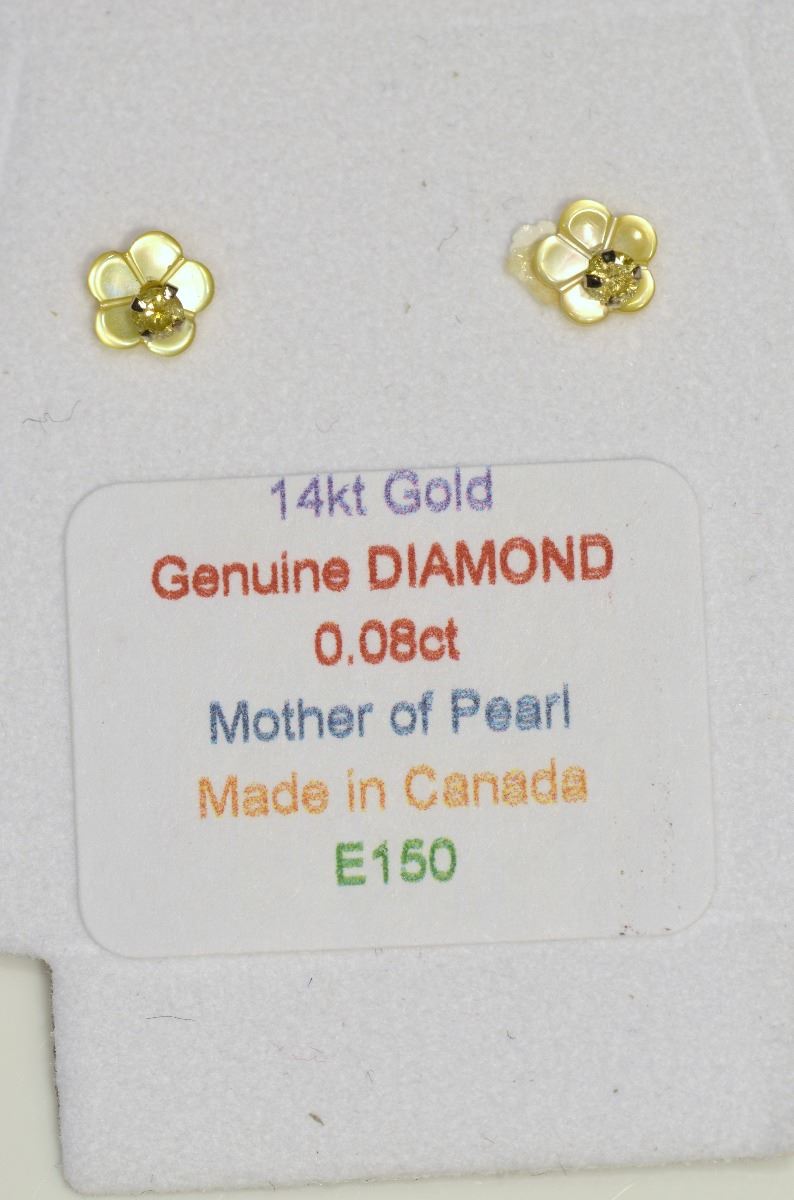 14kt Gold
Genuine DIAMOND
0.08ct
Mother of Pearl
Made in Canada
E150